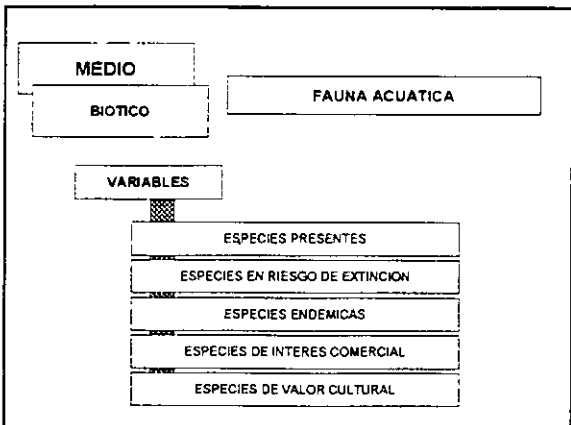 MEDIO
BIOTICO
FAUNA ACUATICA
VARIABLES
ESPECIES PRESENTES
ESPECIES EN RIESGO DE EXTINCION
ESPECIES ENDEMICAS
ESPECIES DE INTERES COMERCIAL
ESPECIES DE VALOR CULTURAL